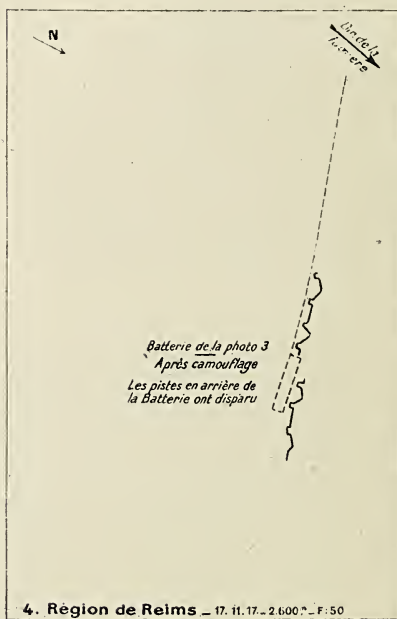 N
Dir. de la
lumière
Batterie de la photo 3
Après camouflage
Les pistes en arrière de
la Batterie ont disparu
4. Région de Reims _ 17. 11. 17 _ 2.600.m _ F: 50